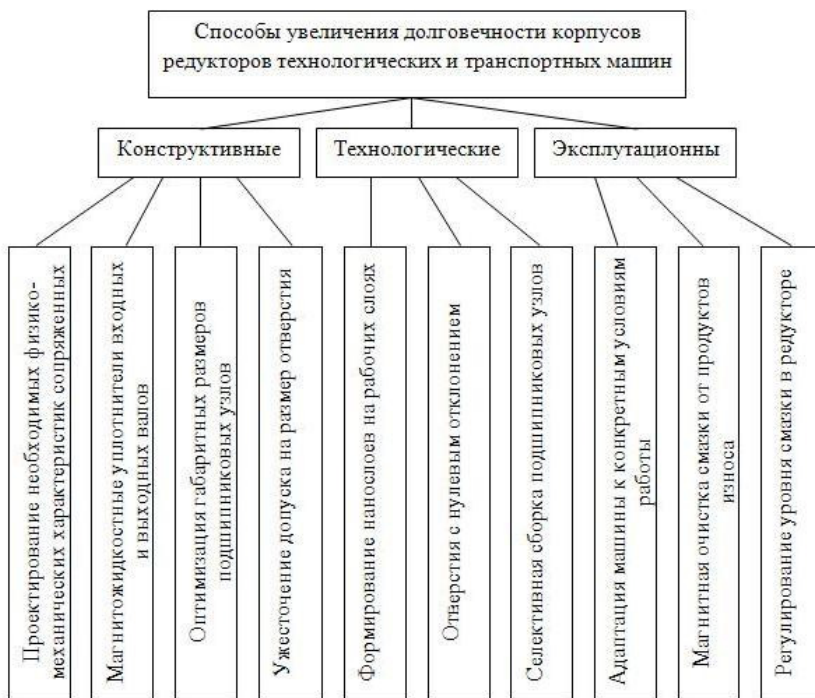 Способы увеличения долговечности корпусов
редукторов технологических и транспортных машин
Конструктивные
Технологические
Эксплутационны
Проектирование необходимых физико-
механических характеристик сопряженных
Магнитожидкостные уплотнители входных
и выходных валов
Оптимизация габаритных размеров
подшипниковых узлов
Ужесточение допуска на размер отверстия
Формирование нанослоев на рабочих слоях
Отверстия с нулевым отклонением
Селективная сборка подшипниковых узлов
Адаптация машины к конкретным условиям
работы
Магнитная очистка смазки от продуктов
износа
Регулирование уровня смазки в редукторе